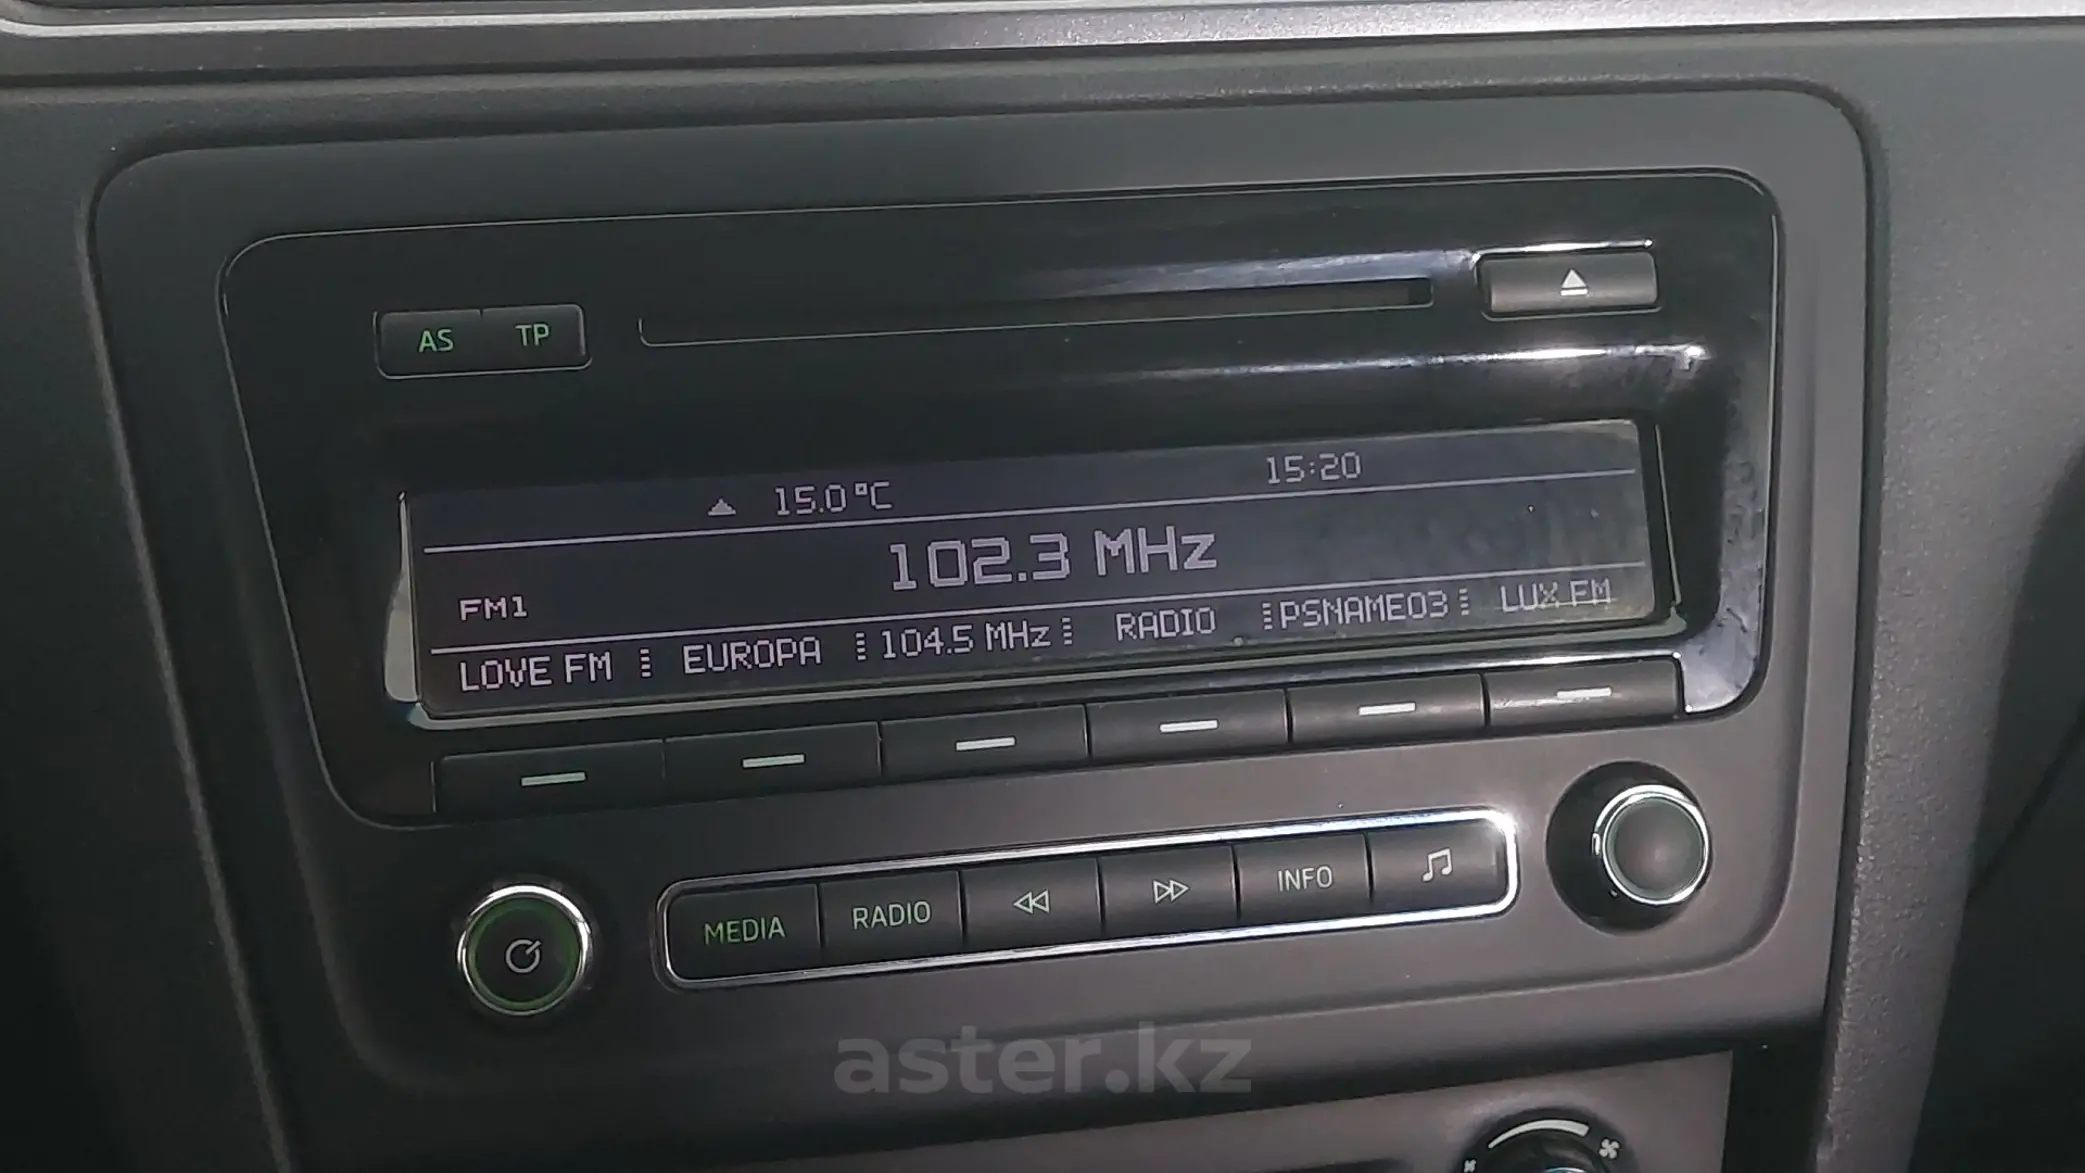 AS TP
15.0°C 15:20
102.3 MHz
FM1
LOVE FM EUROPA 104.5 MHz RADIO PSNAME03 LUX FM
MEDIA RADIO INFO
aster.kz